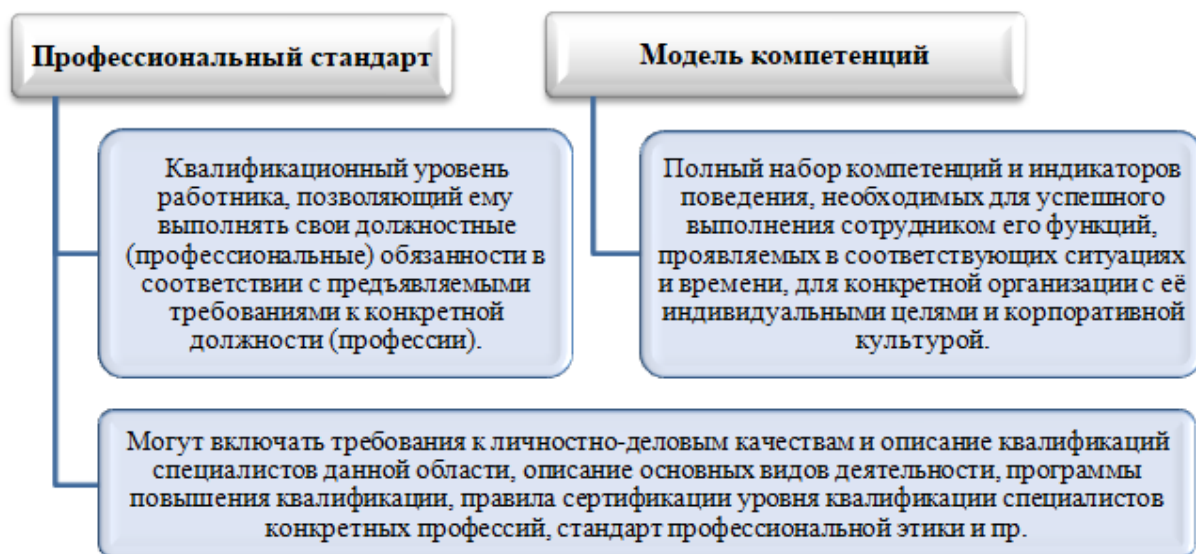 Профессиональный стандарт
Модель компетенций
Квалификационный уровень
работника, позволяющий ему
выполнять свои должностные
(профессиональные) обязанности в
соответствии с предъявляемыми
требованиями к конкретной
должности (профессии).
Полный набор компетенций и индикаторов
поведения, необходимых для успешного
выполнения сотрудником его функций,
проявляемых в соответствующих ситуациях
и времени, для конкретной организации с её
индивидуальными целями и корпоративной
культурой.
Могут включать требования к личностно-деловым качествам и описание квалификаций
специалистов данной области, описание основных видов деятельности, программы
повышения квалификации, правила сертификации уровня квалификации специалистов
конкретных профессий, стандарт профессиональной этики и пр.